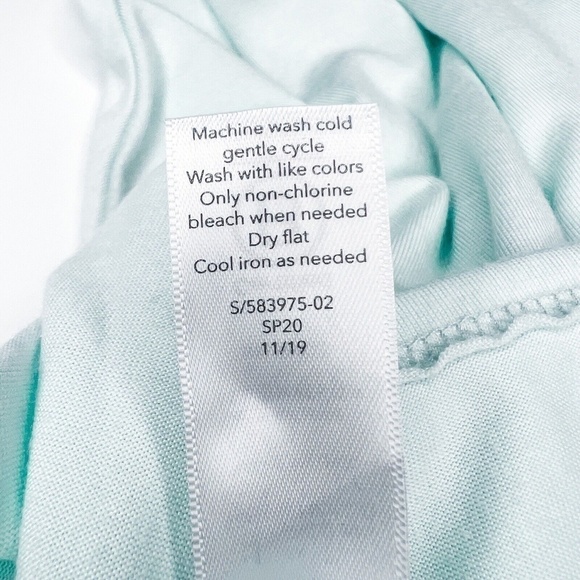 Machine wash cold
gentle cycle
Wash with like colors
Only non-chlorine
bleach when needed
Dry flat
Cool iron as needed
S/583975-02
SP20
11/19